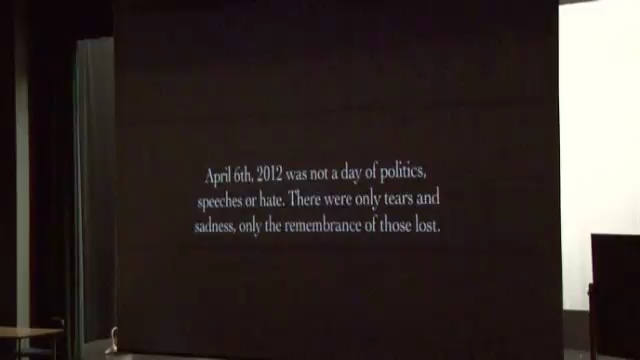 April 6th, 2012 was not a day of politics,
speeches or hate. There were only tears and
sadness, only the remembrance of those lost.